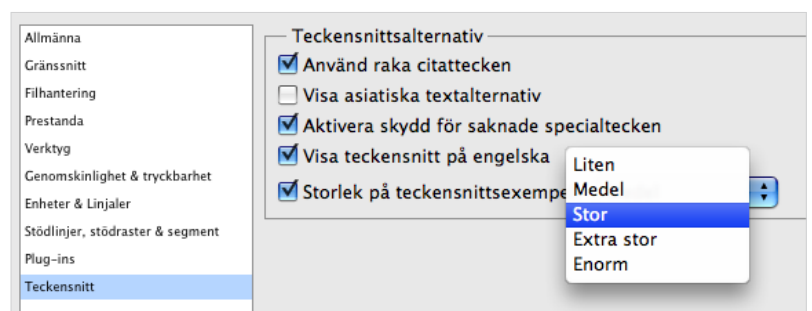 Allmänna
Gränssnitt
Filhantering
Prestanda
Verktyg
Genomskinlighet & tryckbarhet
Enheter & Linjaler
Stödlinjer, stödraster & segment
Plug-ins
Teckensnitt
Teckensnittsalternativ
Använd raka citattecken
Visa asiatiska textalternativ
Aktivera skydd för saknade specialtecken
Visa teckensnitt på engelska
Storlek på teckensnittsexempe
Liten
Medel
Stor
Extra stor
Enorm